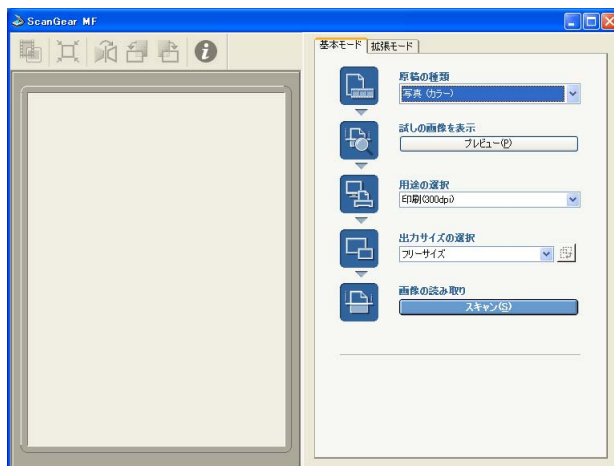 ScanGear MF
基本モード 拡張モード
原稿の種類
写真 (カラー)
試しの画像を表示
プレビュー(P)
用途の選択
印刷(300dpi)
出力サイズの選択
フリーサイズ
画像の読み取り
スキャン(S)